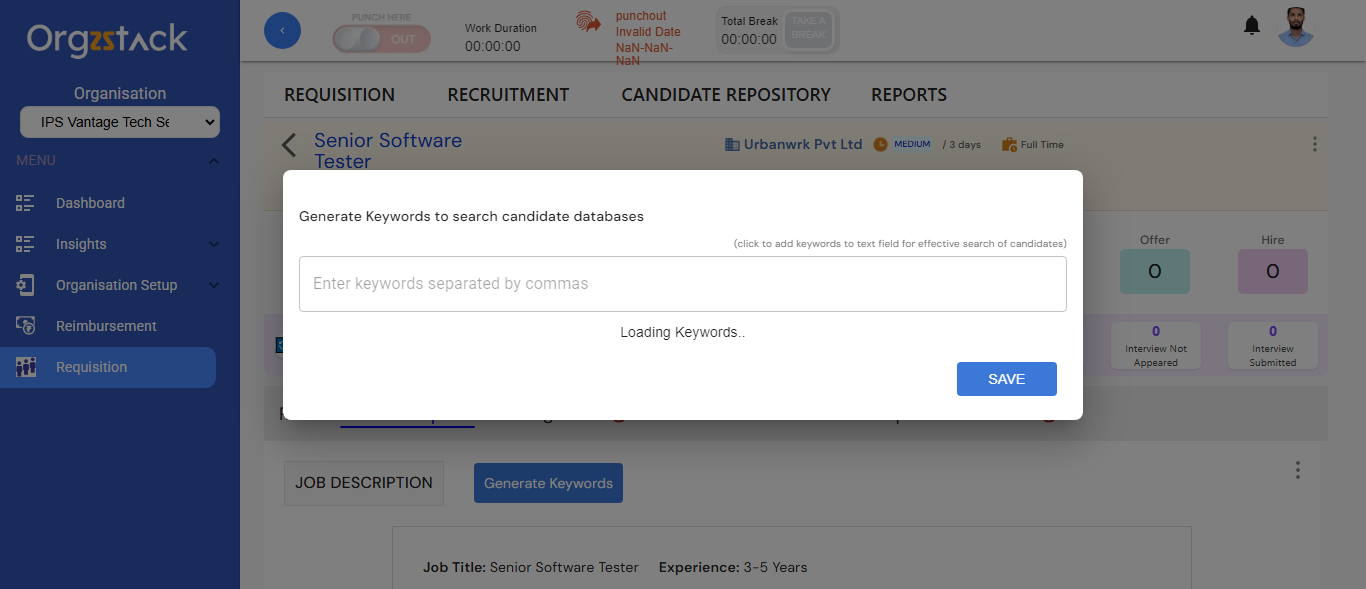 Orgzstack
Organisation
IPS Vantage Tech Se
MENU
Dashboard
Insights
Organisation Setup
Reimbursement
Requisition
PUNCH HERE
OUT
Work Duration
00:00:00
punchout
Invalid Date
NaN-NaN-
NaN
Total Break
00:00:00
TAKE A
BREAK
REQUISITION
RECRUITMENT
CANDIDATE REPOSITORY
REPORTS
Senior Software
Tester
Urbanwrk Pvt Ltd
MEDIUM
/ 3 days
Full Time
Generate Keywords to search candidate databases
(click to add keywords to text field for effective search of candidates)
Enter keywords separated by commas
Loading Keywords..
SAVE
Offer
0
Hire
0
0
Interview Not
Appeared
0
Interview
Submitted
JOB DESCRIPTION
Generate Keywords
Job Title: Senior Software Tester
Experience: 3-5 Years